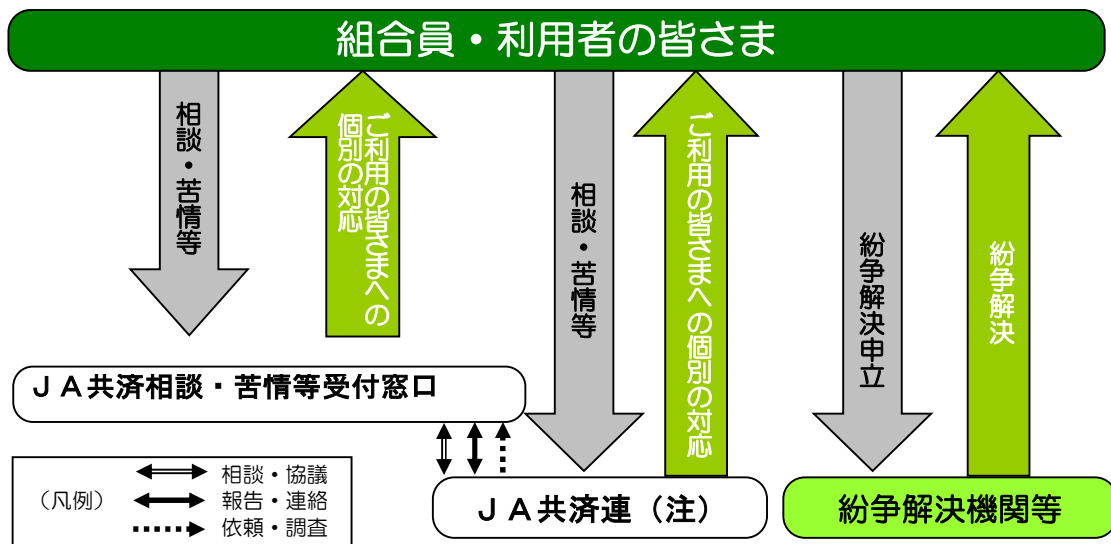 組合員・利用者の皆さま
相談・苦情等
ご利用の皆さまへの
個別の対応
相談・苦情等
ご利用の皆さまへの個別の対応
紛争解決申立
紛争解決
ＪＡ共済相談・苦情等受付窓口
（凡例）
相談・協議
報告・連絡
依頼・調査
ＪＡ共済連（注）
紛争解決機関等